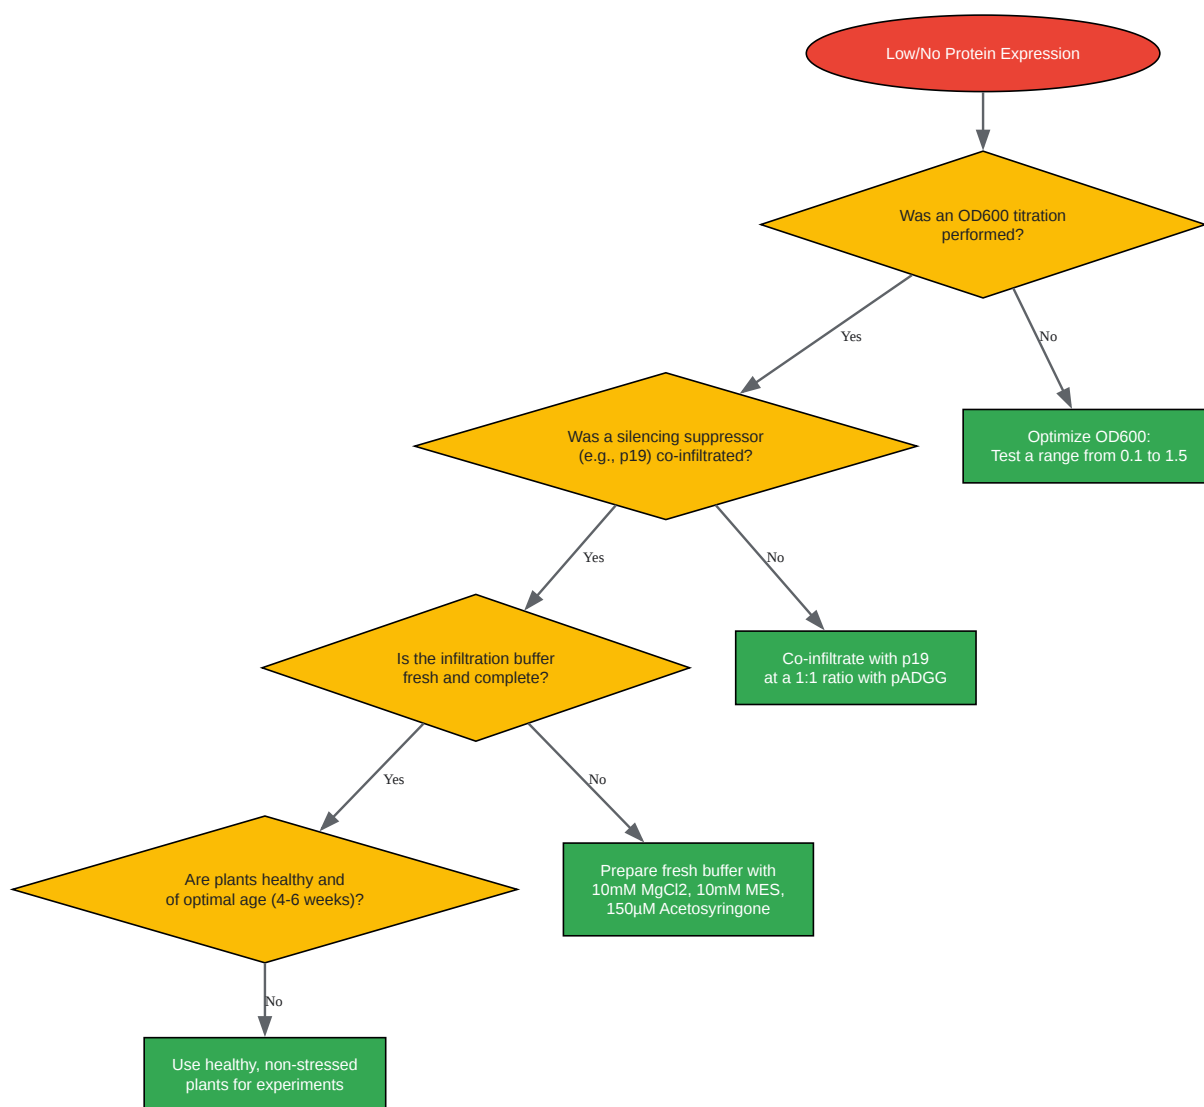 Low/No Protein Expression
Was an OD600 titration
performed?
Yes
No
Was a silencing suppressor
(e.g., p19) co-infiltrated?
Optimize OD600:
Test a range from 0.1 to 1.5
Yes
No
Is the infiltration buffer
fresh and complete?
Co-infiltrate with p19
at a 1:1 ratio with pADGG
Yes
No
Are plants healthy and
of optimal age (4-6 weeks)?
Prepare fresh buffer with
10mM MgCl2, 10mM MES,
150µM Acetosyringone
No
Use healthy, non-stressed
plants for experiments